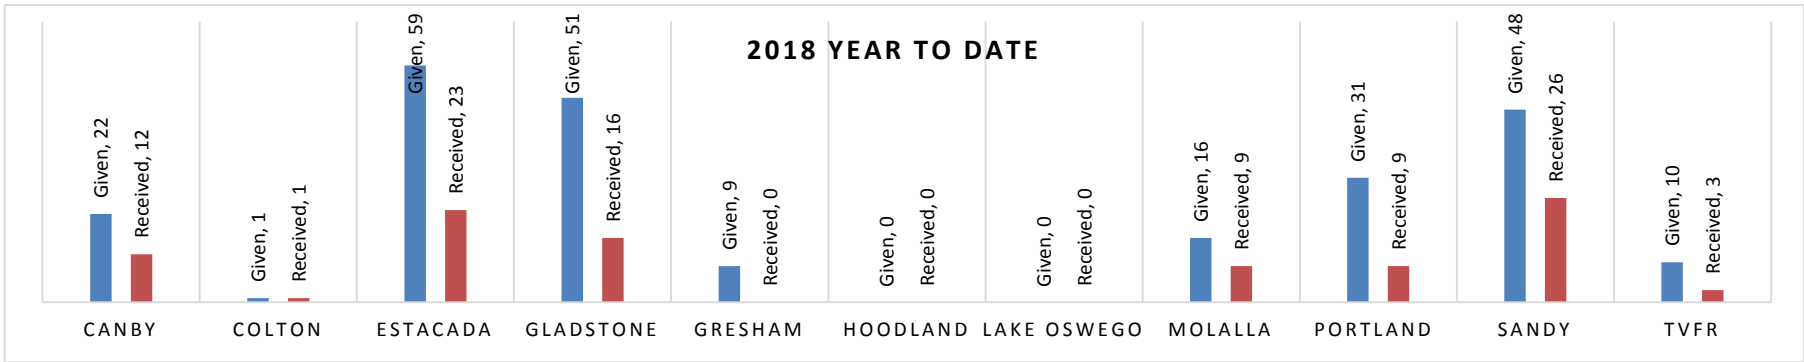 2018 YEAR TO DATE
Given, 22
Received, 12
Given, 1
Received, 1
Given, 59
Received, 23
Given, 51
Received, 16
Given, 9
Received, 0
Given, 0
Received, 0
Given, 0
Received, 0
Given, 16
Received, 9
Given, 31
Received, 9
Given, 48
Received, 26
Given, 10
Received, 3
CANBY COLTON ESTACADA GLADSTONE GRESHAM HOODLAND LAKE OSWEGO MOLALLA PORTLAND SANDY TVFR